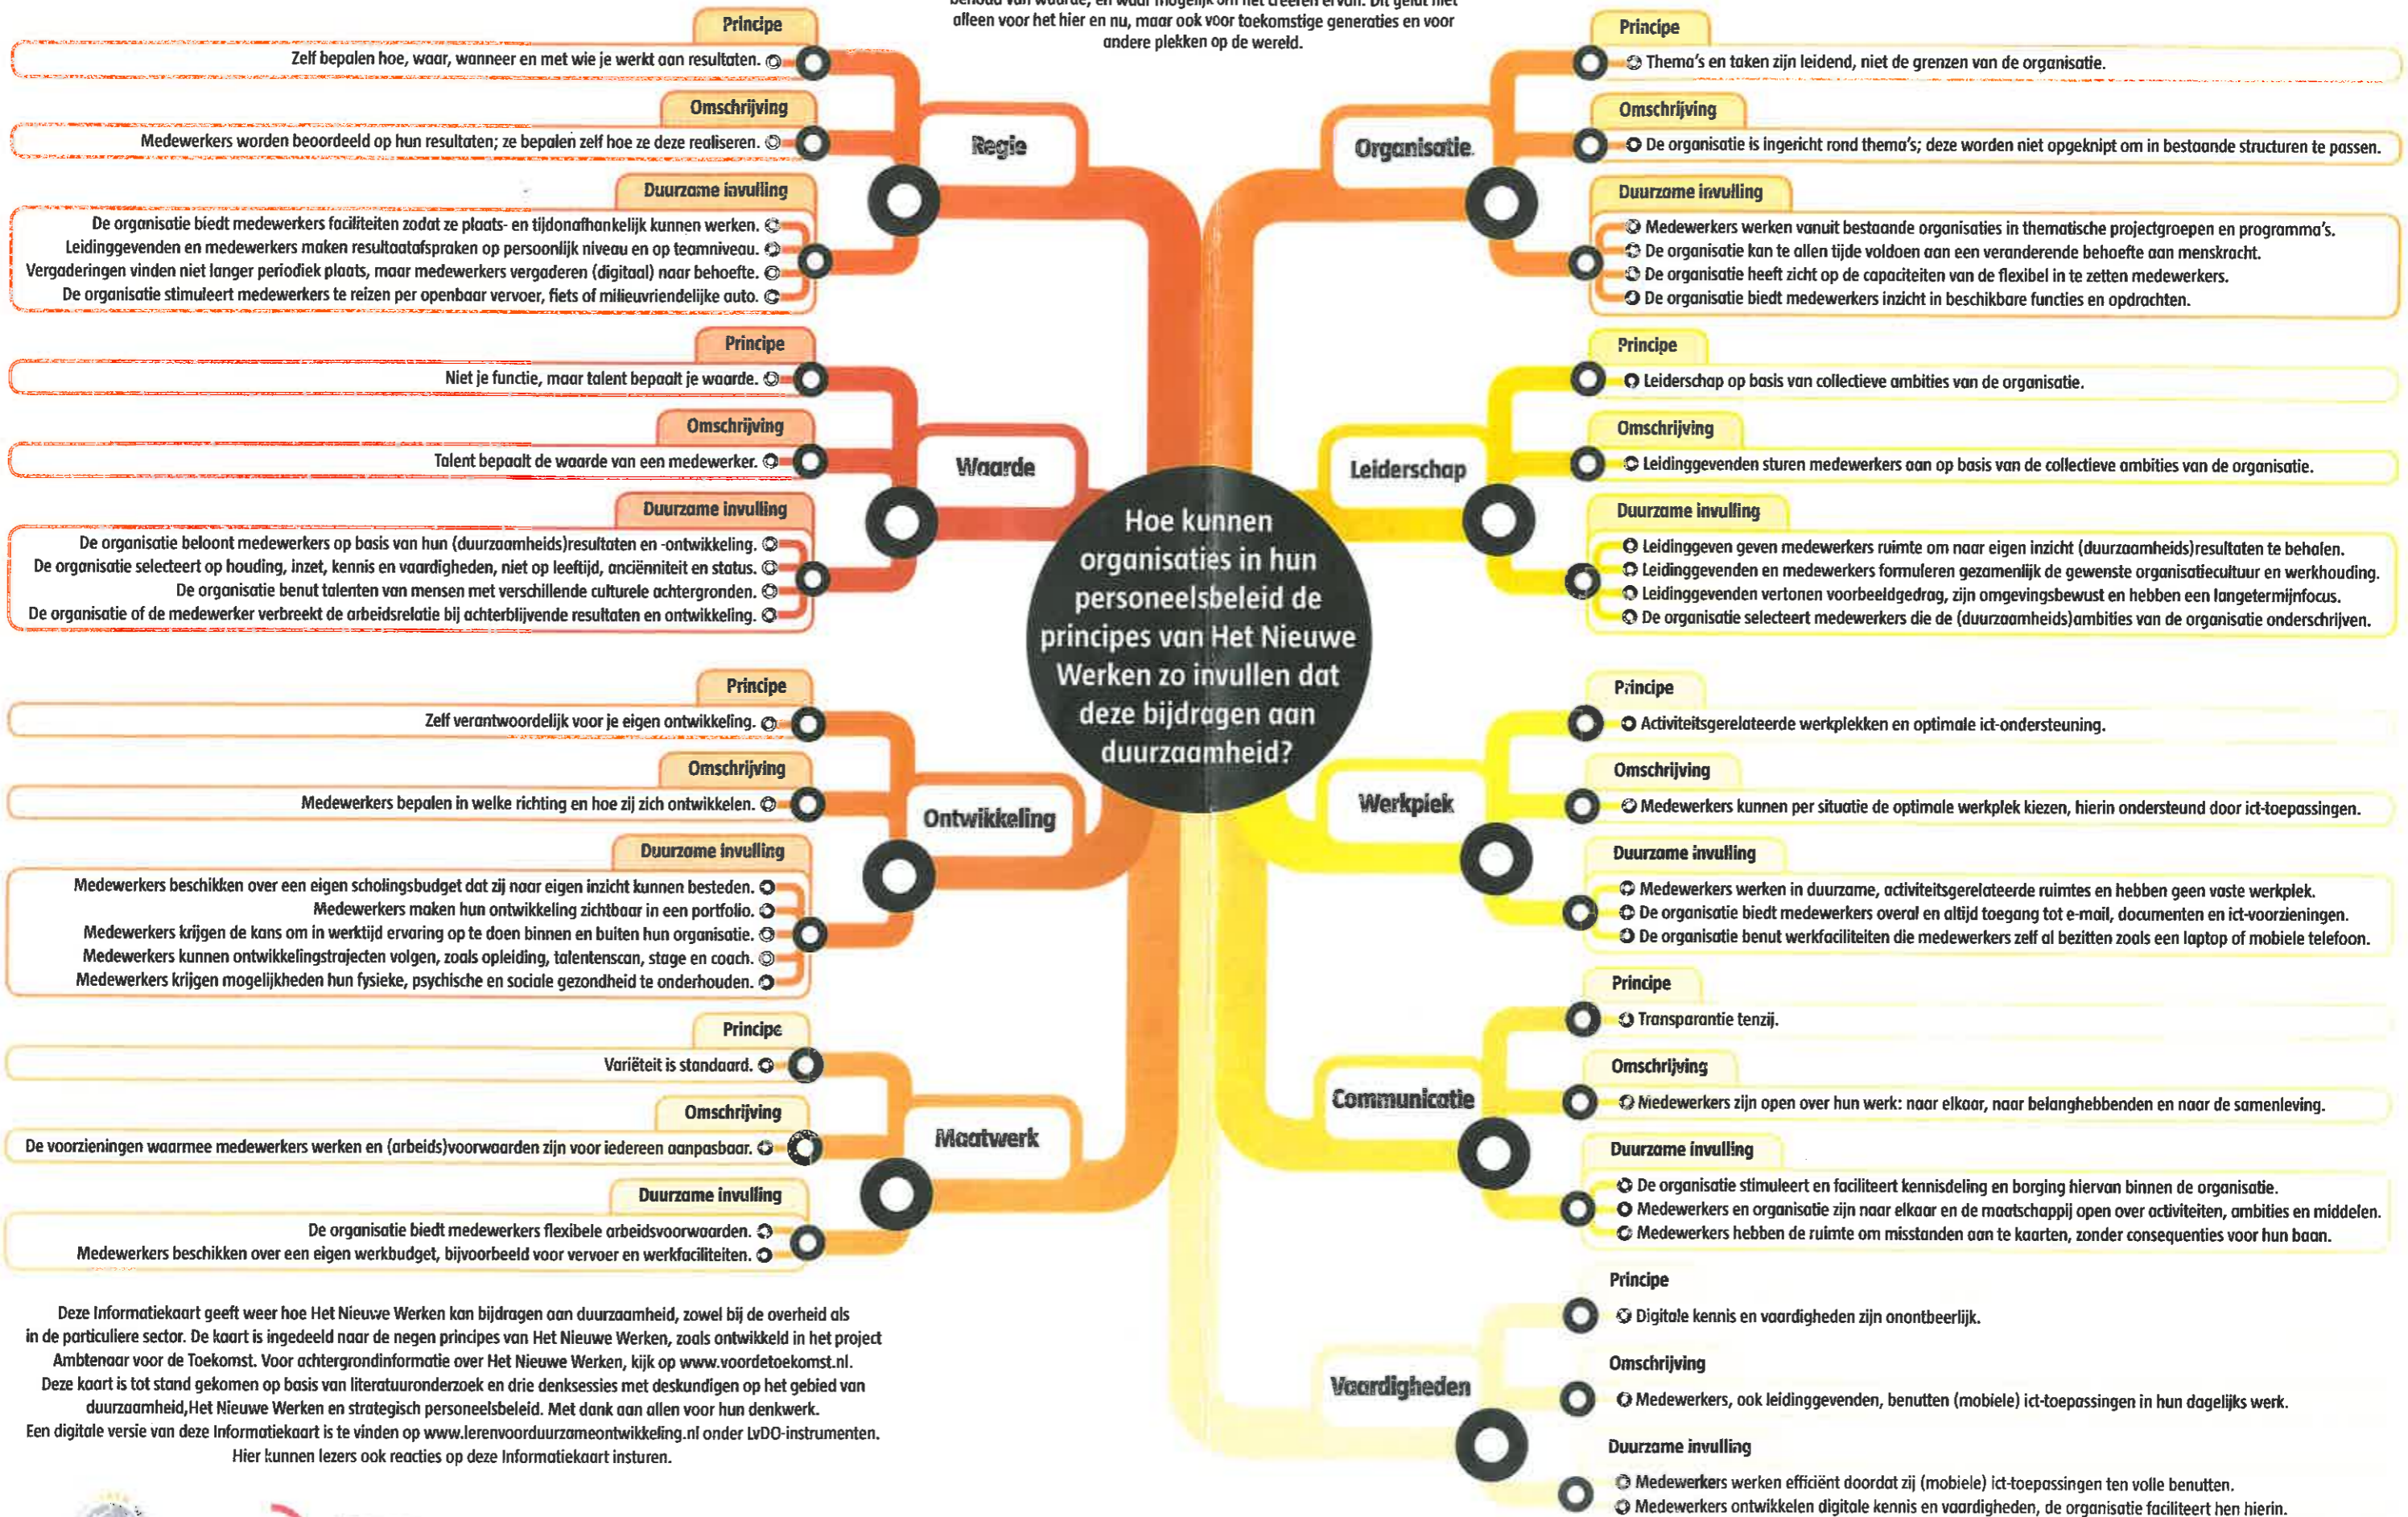 behoud van waarde, en waar mogelijk om het creëren ervan. Dit geldt niet
alleen voor het hier en nu, maar ook voor toekomstige generaties en voor
andere plekken op de wereld.
Hoe kunnen
organisaties in hun
personeelsbeleid de
principes van Het Nieuwe
Werken zo invullen dat
deze bijdragen aan
duurzaamheid?
Regie
Principe
Zelf bepalen hoe, waar, wanneer en met wie je werkt aan resultaten.
Omschrijving
Medewerkers worden beoordeeld op hun resultaten; ze bepalen zelf hoe ze deze realiseren.
Duurzame invulling
De organisatie biedt medewerkers faciliteiten zodat ze plaats- en tijdonafhankelijk kunnen werken.
Leidinggevenden en medewerkers maken resultaatafspraken op persoonlijk niveau en op teamniveau.
Vergaderingen vinden niet langer periodiek plaats, maar medewerkers vergaderen (digitaal) naar behoefte.
De organisatie stimuleert medewerkers te reizen per openbaar vervoer, fiets of milieuvriendelijke auto.
Waarde
Principe
Niet je functie, maar talent bepaalt je waarde.
Omschrijving
Talent bepaalt de waarde van een medewerker.
Duurzame invulling
De organisatie beloont medewerkers op basis van hun (duurzaamheids)resultaten en -ontwikkeling.
De organisatie selecteert op houding, inzet, kennis en vaardigheden, niet op leeftijd, anciënniteit en status.
De organisatie benut talenten van mensen met verschillende culturele achtergronden.
De organisatie of de medewerker verbreekt de arbeidsrelatie bij achterblijvende resultaten en ontwikkeling.
Ontwikkeling
Principe
Zelf verantwoordelijk voor je eigen ontwikkeling.
Omschrijving
Medewerkers bepalen in welke richting en hoe zij zich ontwikkelen.
Duurzame invulling
Medewerkers beschikken over een eigen scholingsbudget dat zij naar eigen inzicht kunnen besteden.
Medewerkers maken hun ontwikkeling zichtbaar in een portfolio.
Medewerkers krijgen de kans om in werktijd ervaring op te doen binnen en buiten hun organisatie.
Medewerkers kunnen ontwikkelingstrajecten volgen, zoals opleiding, talentenscan, stage en coach.
Medewerkers krijgen mogelijkheden hun fysieke, psychische en sociale gezondheid te onderhouden.
Maatwerk
Principe
Variëteit is standaard.
Omschrijving
De voorzieningen waarmee medewerkers werken en (arbeids)voorwaarden zijn voor iedereen aanpasbaar.
Duurzame invulling
De organisatie biedt medewerkers flexibele arbeidsvoorwaarden.
Medewerkers beschikken over een eigen werkbudget, bijvoorbeeld voor vervoer en werkfaciliteiten.
Organisatie
Principe
Thema's en taken zijn leidend, niet de grenzen van de organisatie.
Omschrijving
De organisatie is ingericht rond thema's; deze worden niet opgeknipt om in bestaande structuren te passen.
Duurzame invulling
Medewerkers werken vanuit bestaande organisaties in thematische projectgroepen en programma's.
De organisatie kan te allen tijde voldoen aan een veranderende behoefte aan menskracht.
De organisatie heeft zicht op de capaciteiten van de flexibel in te zetten medewerkers.
De organisatie biedt medewerkers inzicht in beschikbare functies en opdrachten.
Leiderschap
Principe
Leiderschap op basis van collectieve ambities van de organisatie.
Omschrijving
Leidinggevenden sturen medewerkers aan op basis van de collectieve ambities van de organisatie.
Duurzame invulling
Leidinggeven geven medewerkers ruimte om naar eigen inzicht (duurzaamheids)resultaten te behalen.
Leidinggevenden en medewerkers formuleren gezamenlijk de gewenste organisatiecultuur en werkhouding.
Leidinggevenden vertonen voorbeeldgedrag, zijn omgevingsbewust en hebben een langetermijnfocus.
De organisatie selecteert medewerkers die de (duurzaamheids)ambities van de organisatie onderschrijven.
Werkplek
Principe
Activiteitsgerelateerde werkplekken en optimale ict-ondersteuning.
Omschrijving
Medewerkers kunnen per situatie de optimale werkplek kiezen, hierin ondersteund door ict-toepassingen.
Duurzame invulling
Medewerkers werken in duurzame, activiteitsgerelateerde ruimtes en hebben geen vaste werkplek.
De organisatie biedt medewerkers overal en altijd toegang tot e-mail, documenten en ict-voorzieningen.
De organisatie benut werkfaciliteiten die medewerkers zelf al bezitten zoals een laptop of mobiele telefoon.
Communicatie
Principe
Transparantie tenzij.
Omschrijving
Medewerkers zijn open over hun werk: naar elkaar, naar belanghebbenden en naar de samenleving.
Duurzame invulling
De organisatie stimuleert en faciliteert kennisdeling en borging hiervan binnen de organisatie.
Medewerkers en organisatie zijn naar elkaar en de maatschappij open over activiteiten, ambities en middelen.
Medewerkers hebben de ruimte om misstanden aan te kaarten, zonder consequenties voor hun baan.
Vaardigheden
Principe
Digitale kennis en vaardigheden zijn onontbeerlijk.
Omschrijving
Medewerkers, ook leidinggevenden, benutten (mobiele) ict-toepassingen in hun dagelijks werk.
Duurzame invulling
Medewerkers werken efficiënt doordat zij (mobiele) ict-toepassingen ten volle benutten.
Medewerkers ontwikkelen digitale kennis en vaardigheden, de organisatie faciliteert hen hierin.
Deze Informatiekaart geeft weer hoe Het Nieuwe Werken kan bijdragen aan duurzaamheid, zowel bij de overheid als
in de particuliere sector. De kaart is ingedeeld naar de negen principes van Het Nieuwe Werken, zoals ontwikkeld in het project
Ambtenaar voor de Toekomst. Voor achtergrondinformatie over Het Nieuwe Werken, kijk op www.voordetoekomst.nl.
Deze kaart is tot stand gekomen op basis van literatuuronderzoek en drie denksessies met deskundigen op het gebied van
duurzaamheid,Het Nieuwe Werken en strategisch personeelsbeleid. Met dank aan allen voor hun denkwerk.
Een digitale versie van deze Informatiekaart is te vinden op www.lerenvoorduurzameontwikkeling.nl onder LvDO-instrumenten.
Hier kunnen lezers ook reacties op deze Informatiekaart insturen.